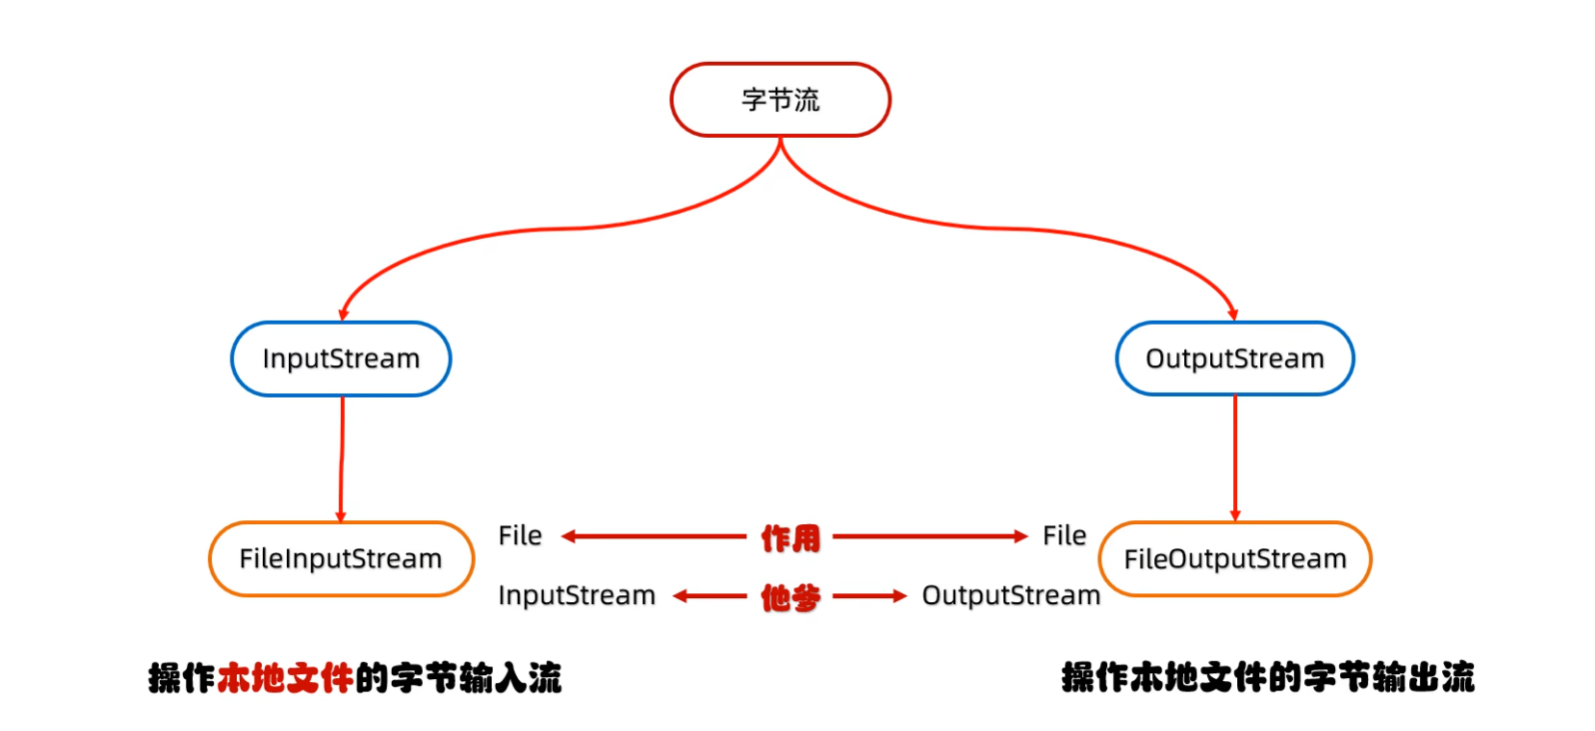 字节流
InputStream
OutputStream
FileInputStream
File
作用
File
FileOutputStream
InputStream
他爹
OutputStream
操作本地文件的字节输入流
操作本地文件的字节输出流